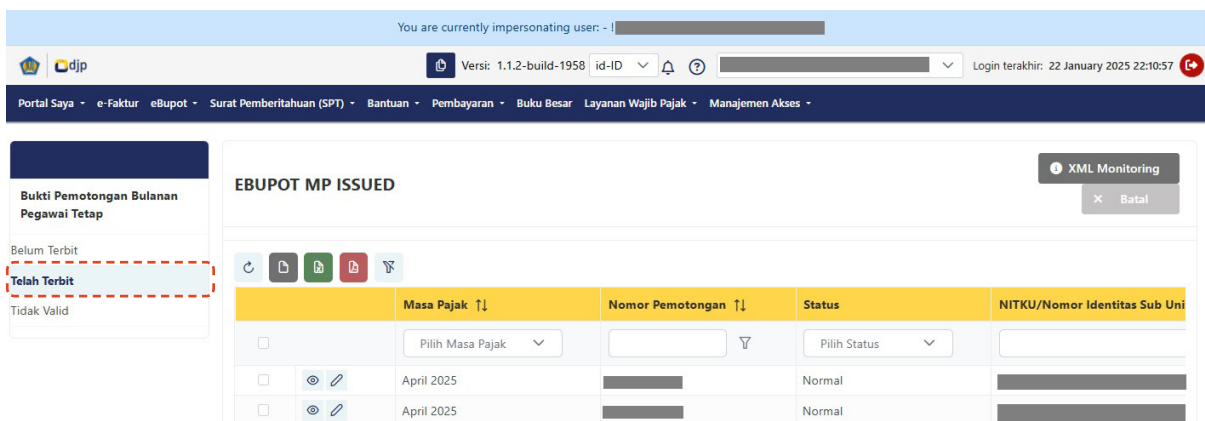 You are currently impersonating user: - !
djp
Versi: 1.1.2-build-1958 id-ID Login terakhir: 22 January 2025 22:10:57
Portal Saya e-Faktur eBupot Surat Pemberitahuan (SPT) Bantuan Pembayaran Buku Besar Layanan Wajib Pajak Manajemen Akses
Bukti Pemotongan Bulanan
Pegawai Tetap
Belum Terbit
Telah Terbit
Tidak Valid
EBUPOT MP ISSUED
XML Monitoring
Batal
Masa Pajak Nomor Pemotongan Status NITKU/Nomor Identitas Sub Uni
Pilih Masa Pajak Pilih Status
April 2025 Normal
April 2025 Normal